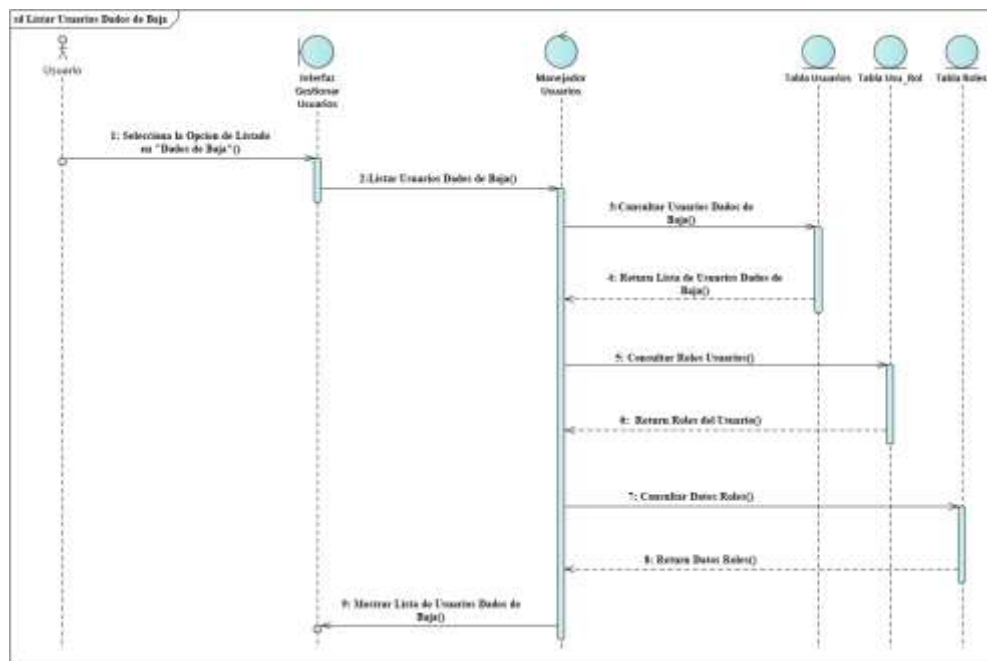 sd Listar Usuarios Dados de Baja
Usuario
Interfaz
Gestionar
Usuarios
Manejador
Usuarios
Tabla Usuarios
Tabla Usu_Rol
Tabla Roles
1: Selecciona la Opcion de Listado
en "Dados de Baja"()
2:Listar Usuarios Dados de Baja()
3:Consultar Usuarios Dados de
Baja()
4: Return Lista de Usuarios Dados de
Baja()
5: Consultar Roles Usuarios()
6: Return Roles del Usuario()
7: Consultar Datos Roles()
8: Return Datos Roles()
9: Mostrar Lista de Usuarios Dados de
Baja()